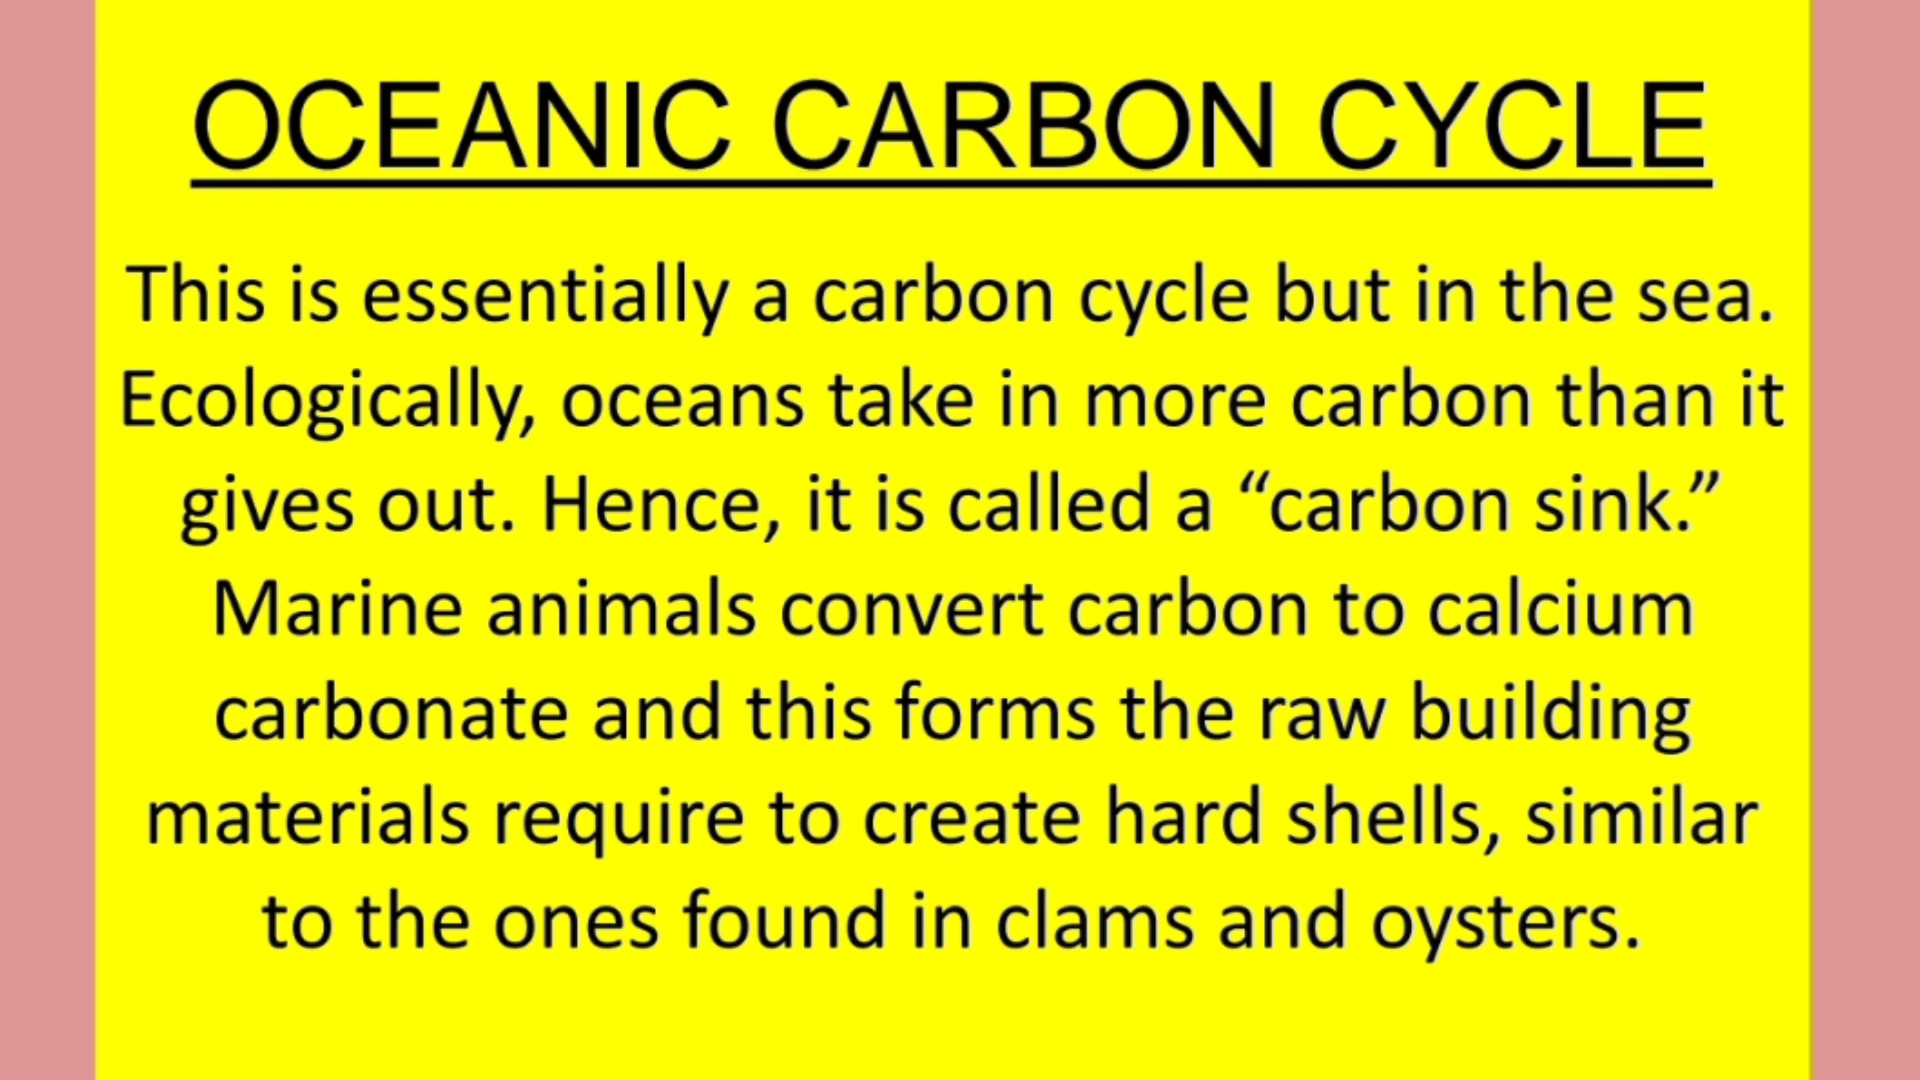 OCEANIC CARBON CYCLE
This is essentially a carbon cycle but in the sea.
Ecologically, oceans take in more carbon than it
gives out. Hence, it is called a “carbon sink.”
Marine animals convert carbon to calcium
carbonate and this forms the raw building
materials require to create hard shells, similar
to the ones found in clams and oysters.